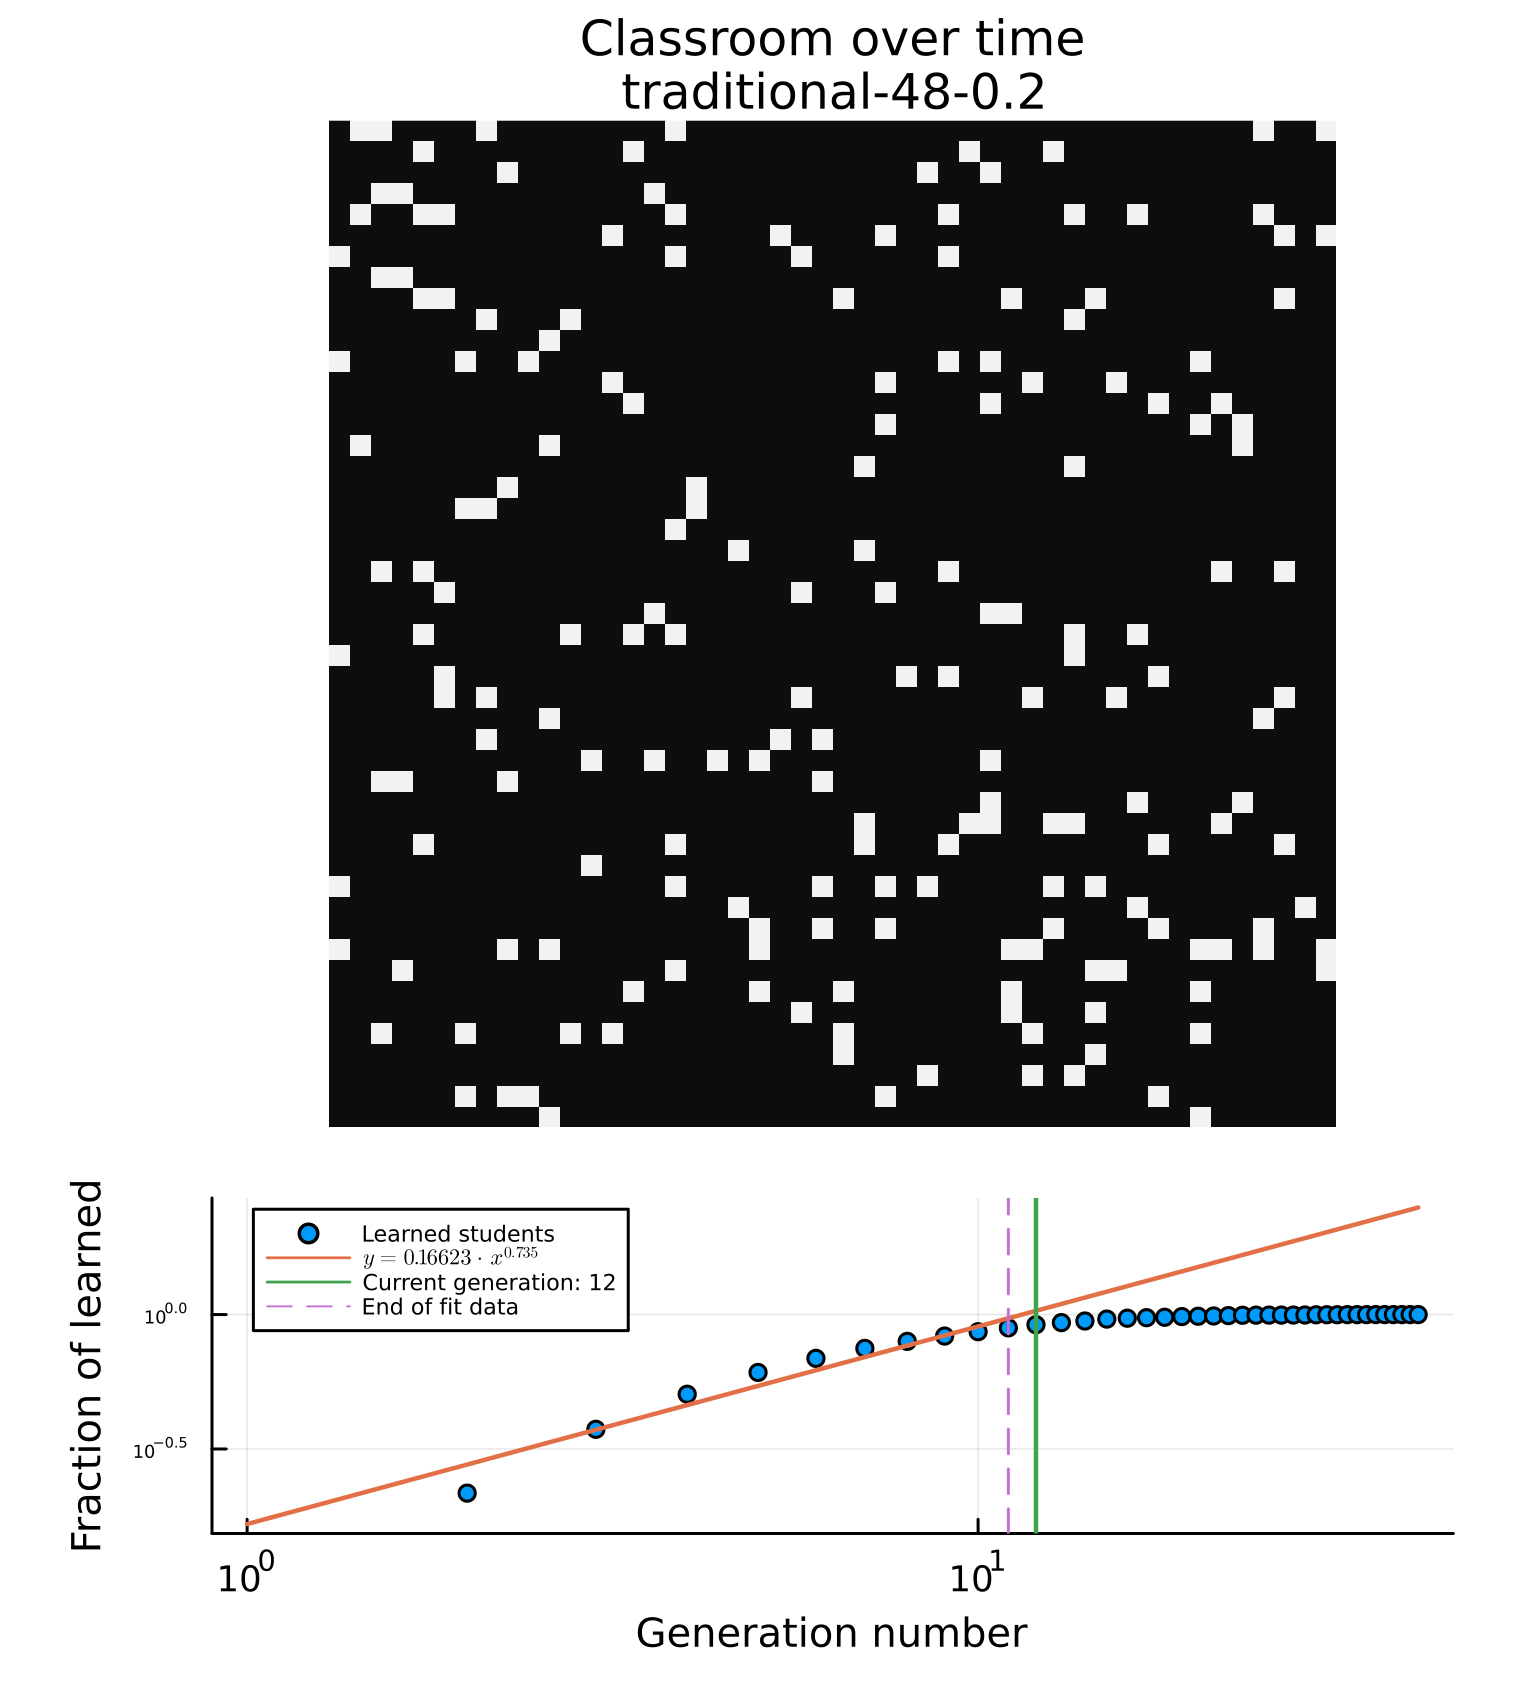 Classroom over time
traditional-48-0.2
Fraction of learned
Learned students
y = 0.16623 · x^0.735
Current generation: 12
End of fit data
10^0.0
10^−0.5
10^0
10^1
Generation number